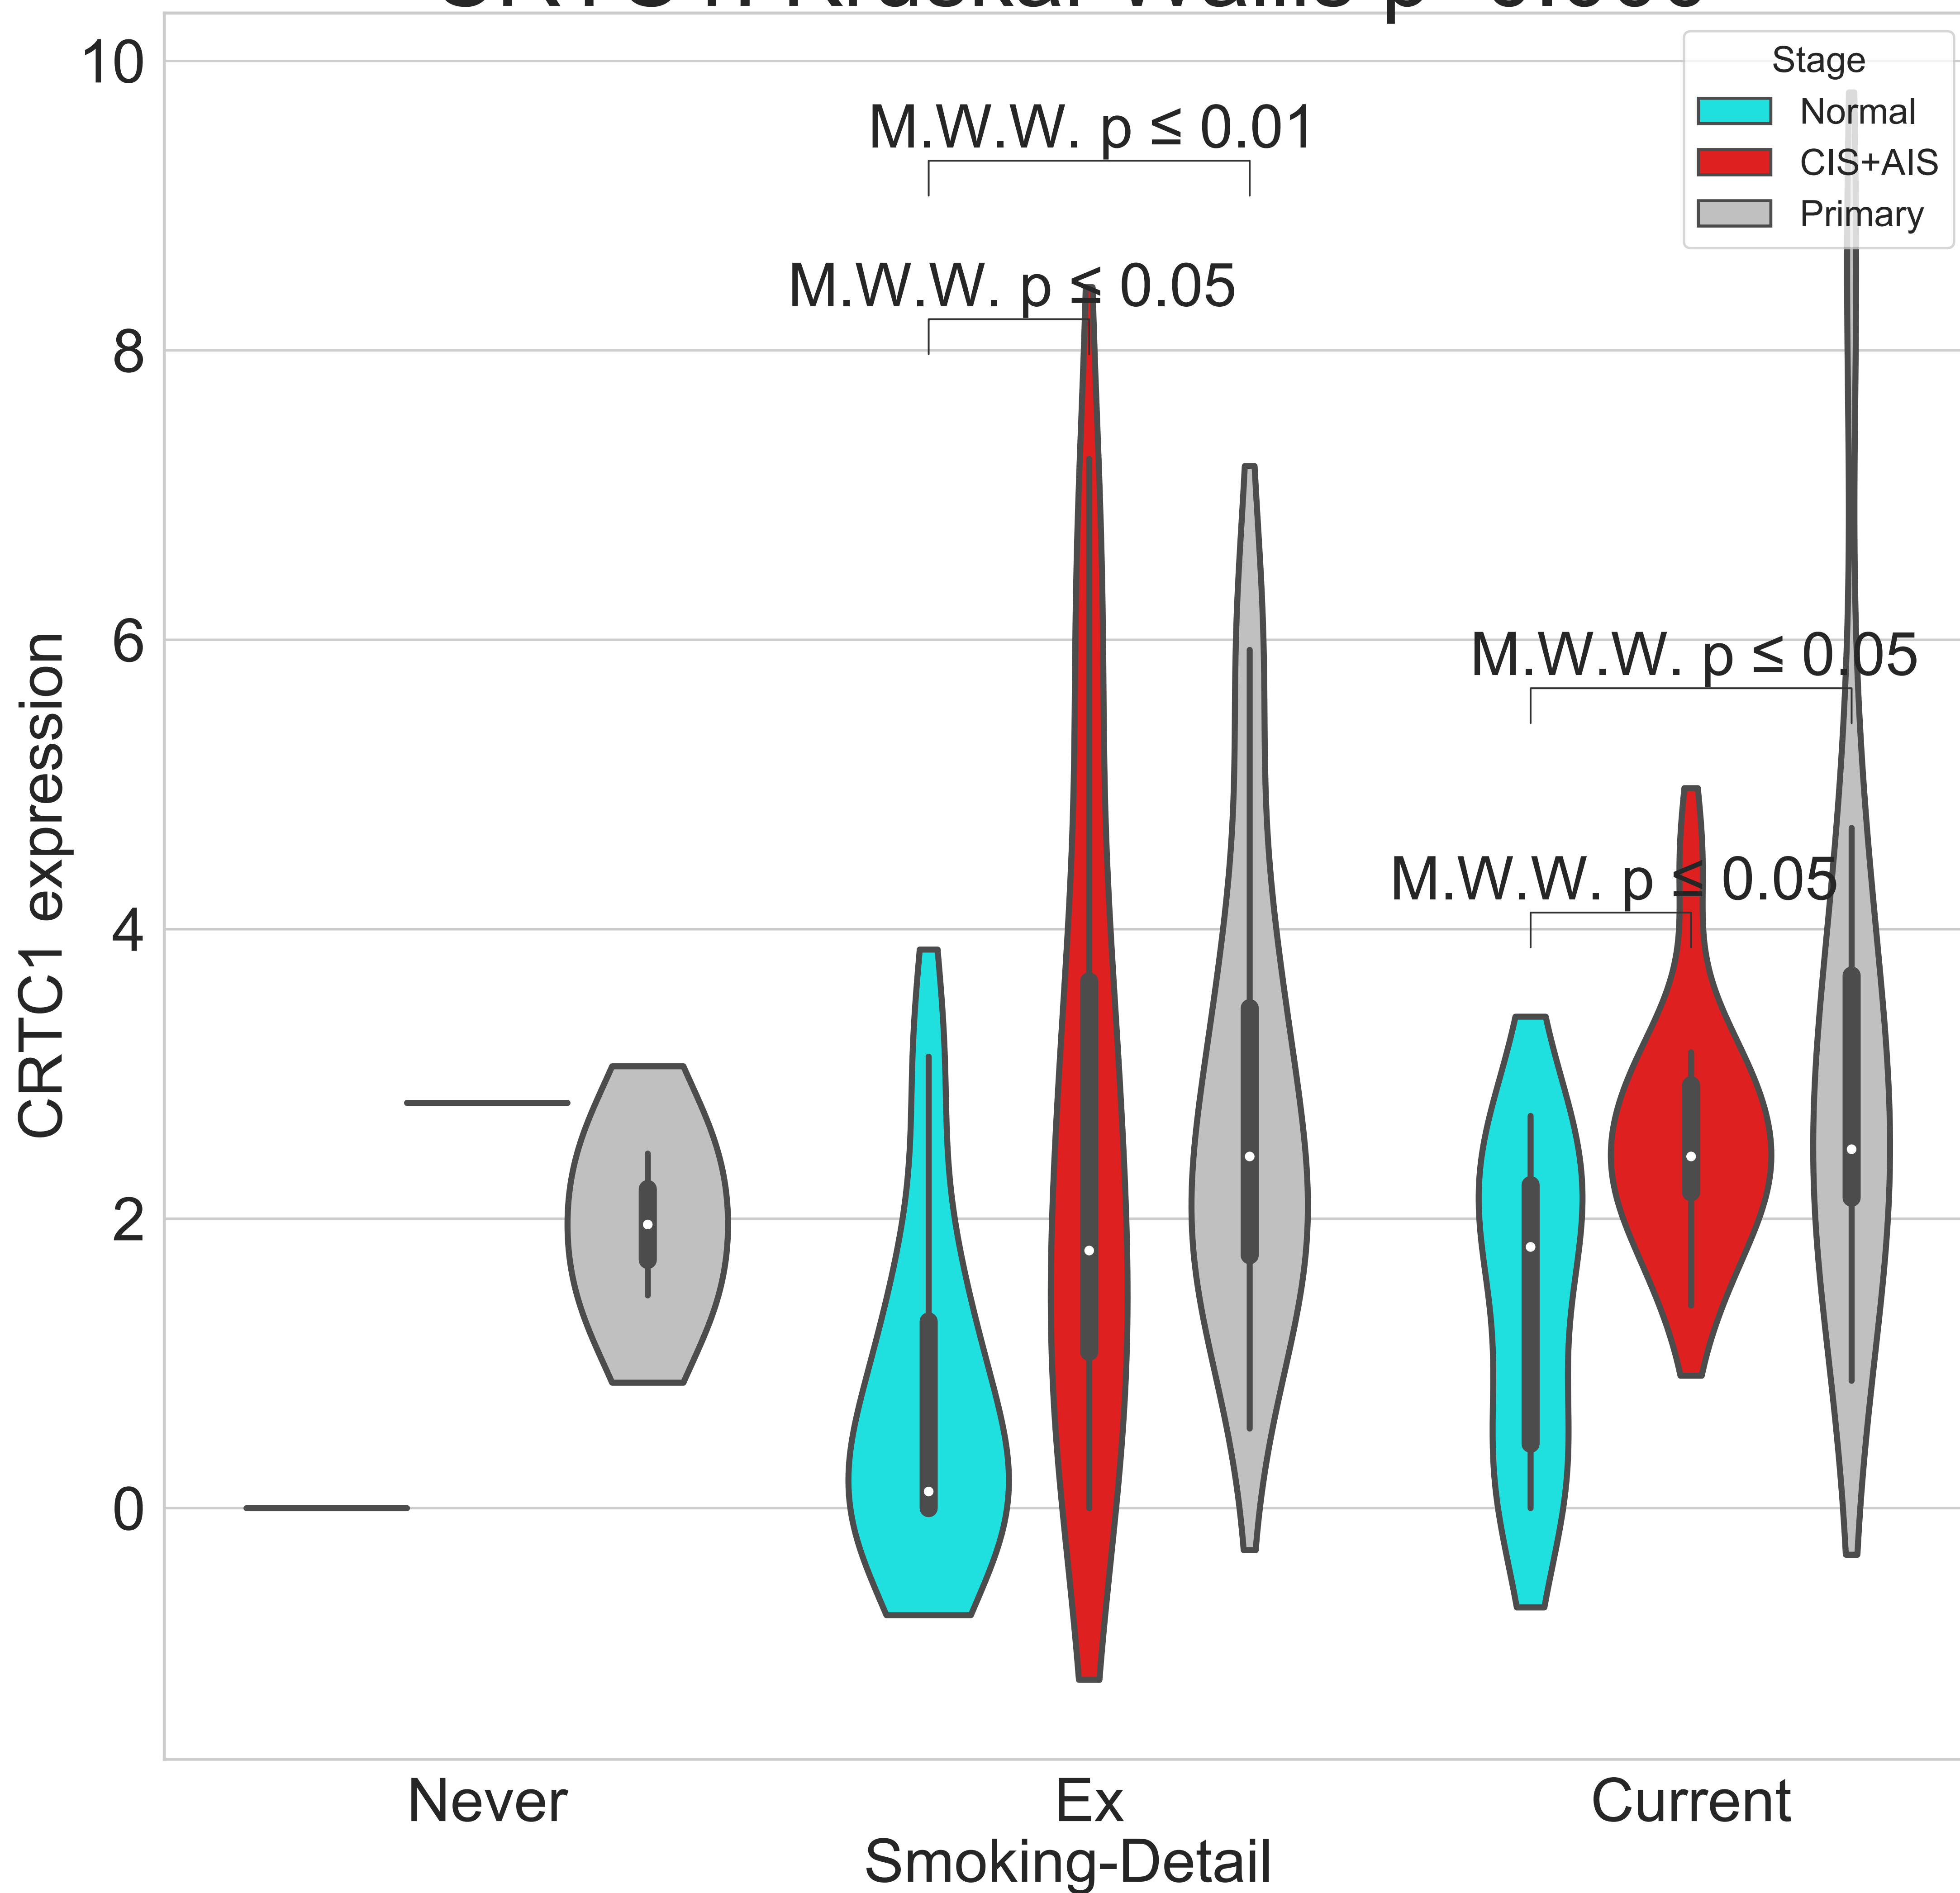 10
8
6
4
2
0
CRTC1 expression
M.W.W. p ≤ 0.01
M.W.W. p ≤ 0.05
M.W.W. p ≤ 0.05
M.W.W. p ≤ 0.05
Stage
Normal
CIS+AIS
Primary
Never
Ex
Current
Smoking-Detail